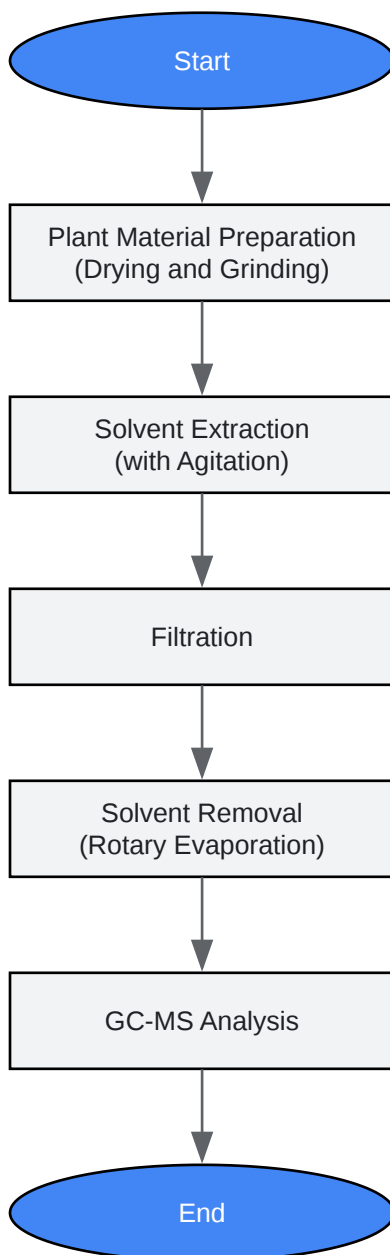 Start
Plant Material Preparation
(Drying and Grinding)
Solvent Extraction
(with Agitation)
Filtration
Solvent Removal
(Rotary Evaporation)
GC-MS Analysis
End